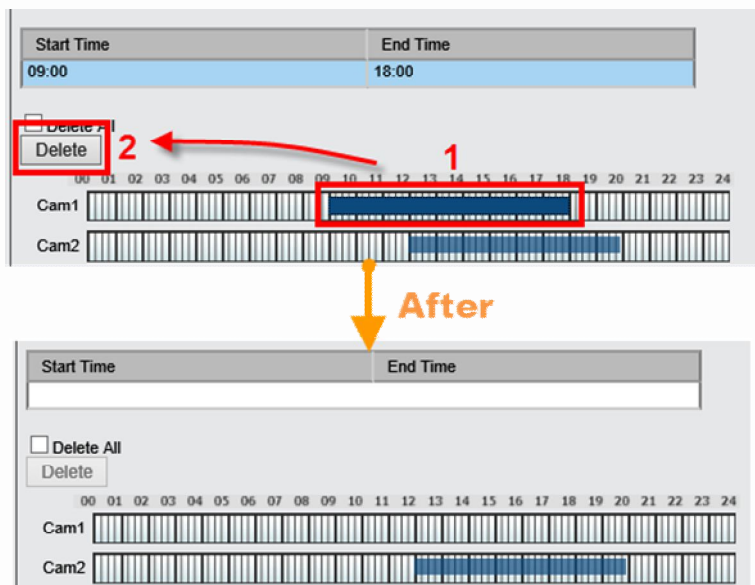 Start Time End Time
09:00 18:00
Delete All
Delete 2 1
00 01 02 03 04 05 06 07 08 09 10 11 12 13 14 15 16 17 18 19 20 21 22 23 24
Cam1
Cam2
After
Start Time End Time
Delete All
Delete
00 01 02 03 04 05 06 07 08 09 10 11 12 13 14 15 16 17 18 19 20 21 22 23 24
Cam1
Cam2